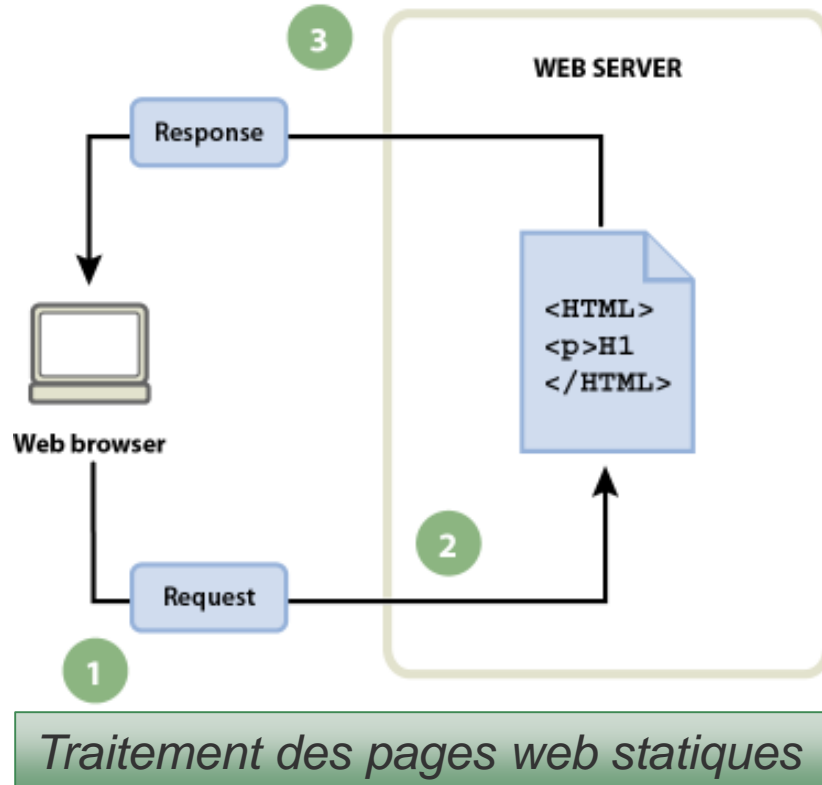 3
WEB SERVER
Response
<HTML>
<p>H1
</HTML>
Web browser
2
Request
1
Traitement des pages web statiques